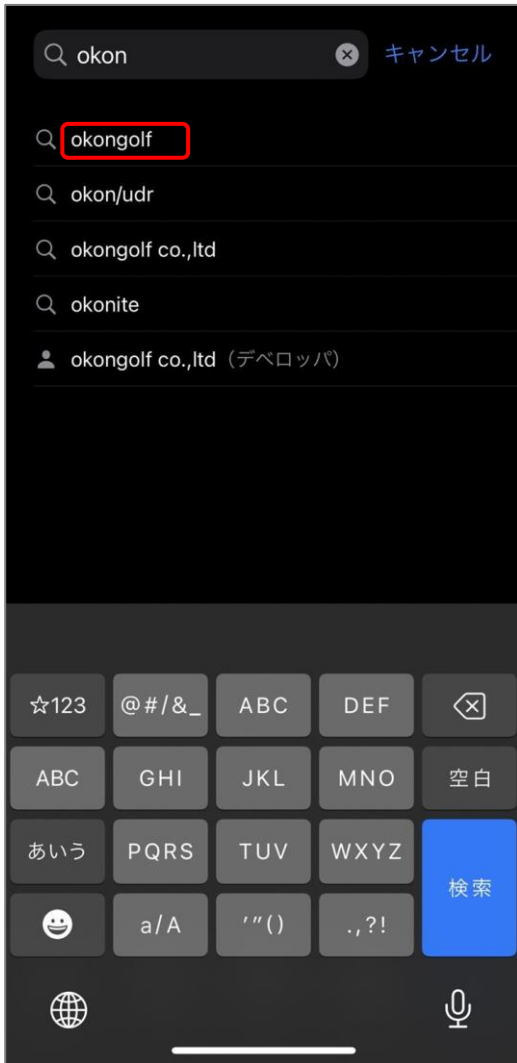 okon キャンセル
okongolf
okon/udr
okongolf co.,ltd
okonite
okongolf co.,ltd（デベロッパ）
☆123 @#/&_ ABC DEF
ABC GHI JKL MNO 空白
あいう PQRS TUV WXYZ
検索
a/A '"() .,?!